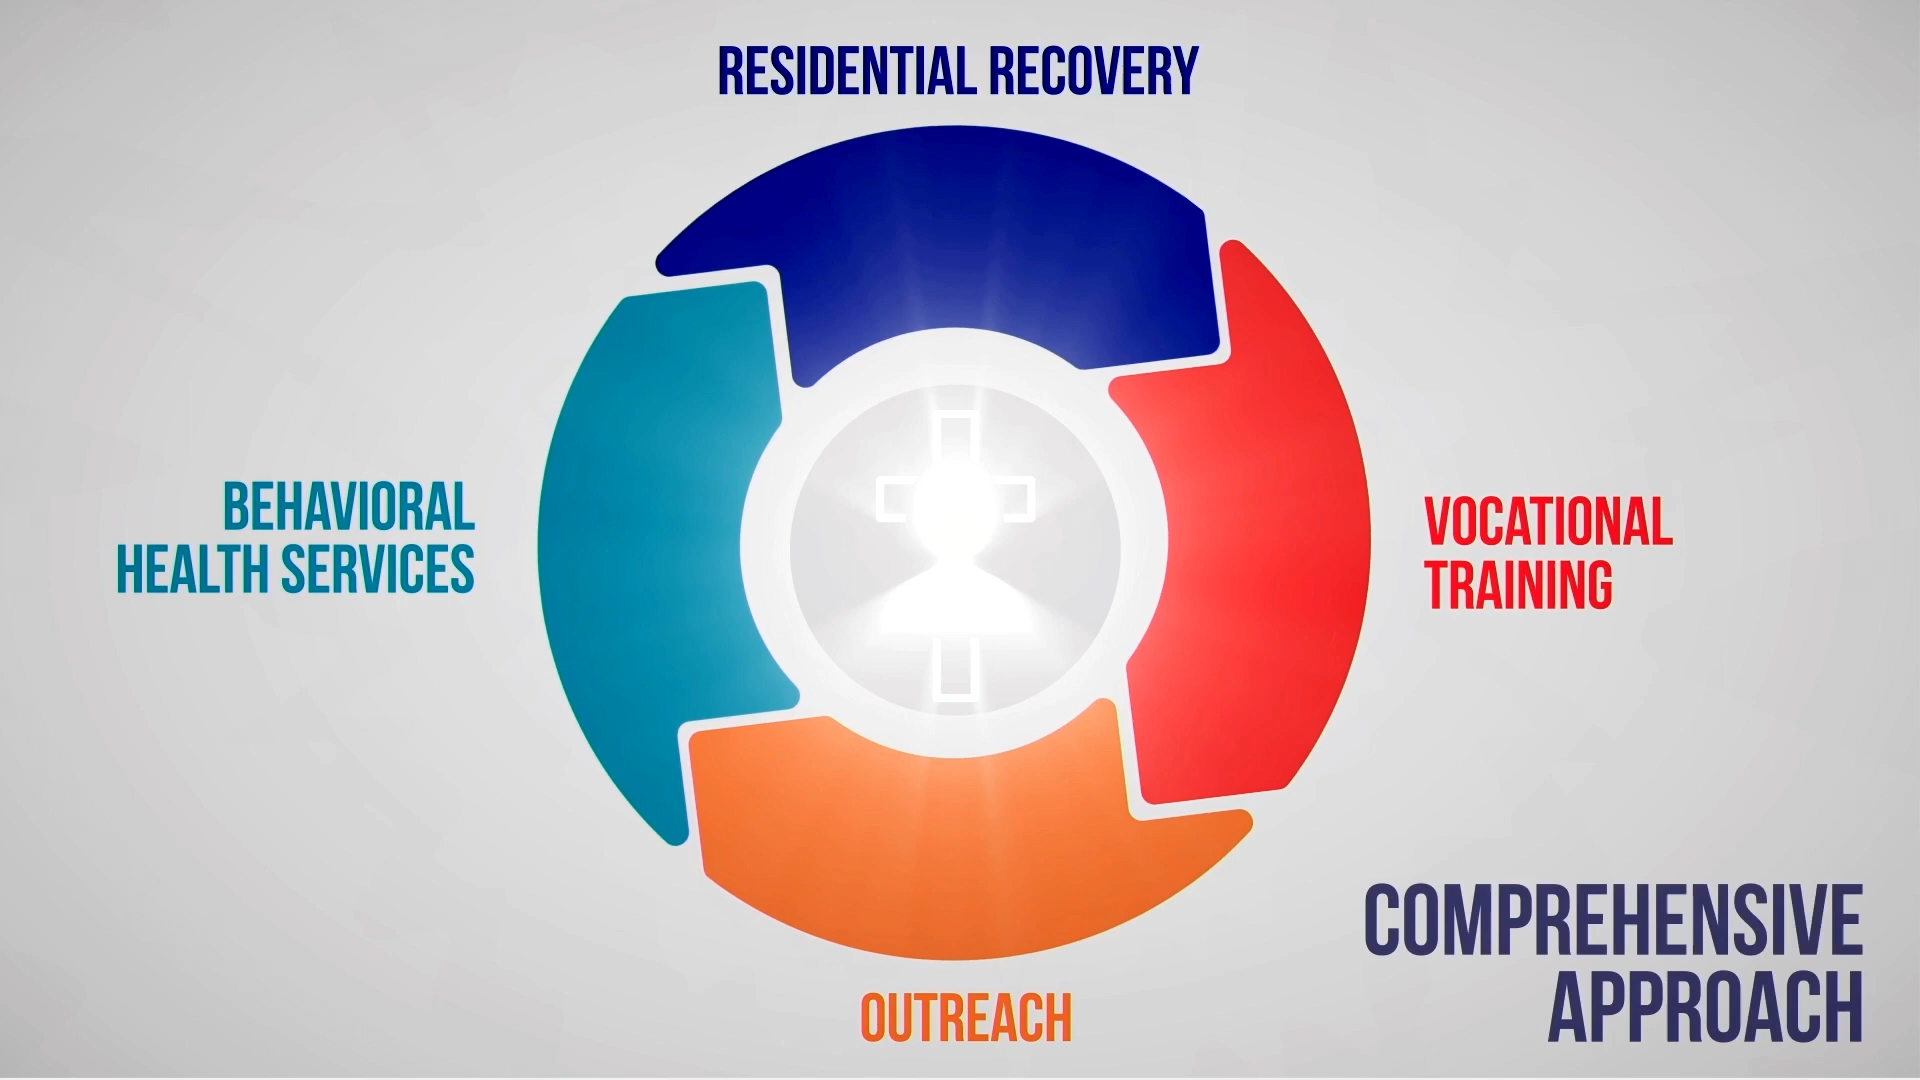 RESIDENTIAL RECOVERY
BEHAVIORAL
HEALTH SERVICES
VOCATIONAL
TRAINING
OUTREACH
COMPREHENSIVE
APPROACH